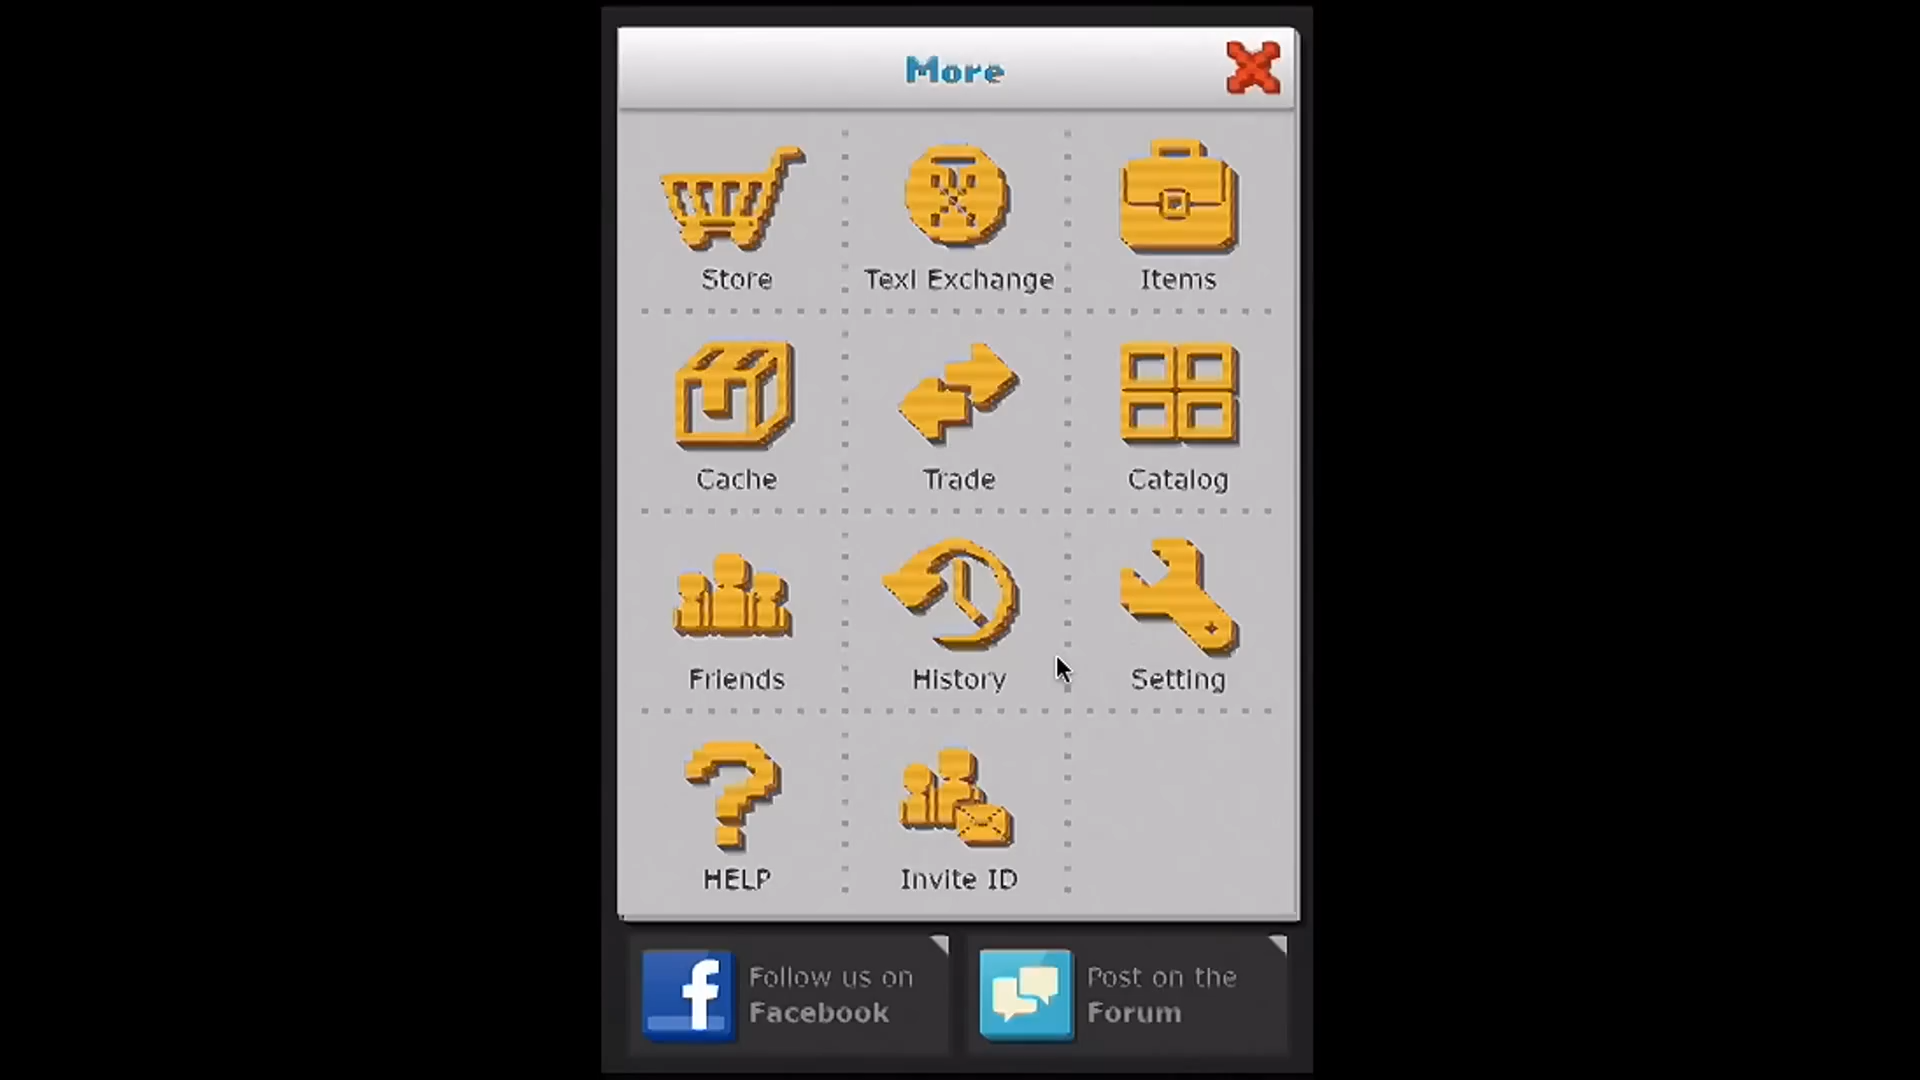 More
Store
Texl Exchange
Items
Cache
Trade
Catalog
Friends
History
Setting
HELP
Invite ID
Follow us on
Facebook
Post on the
Forum